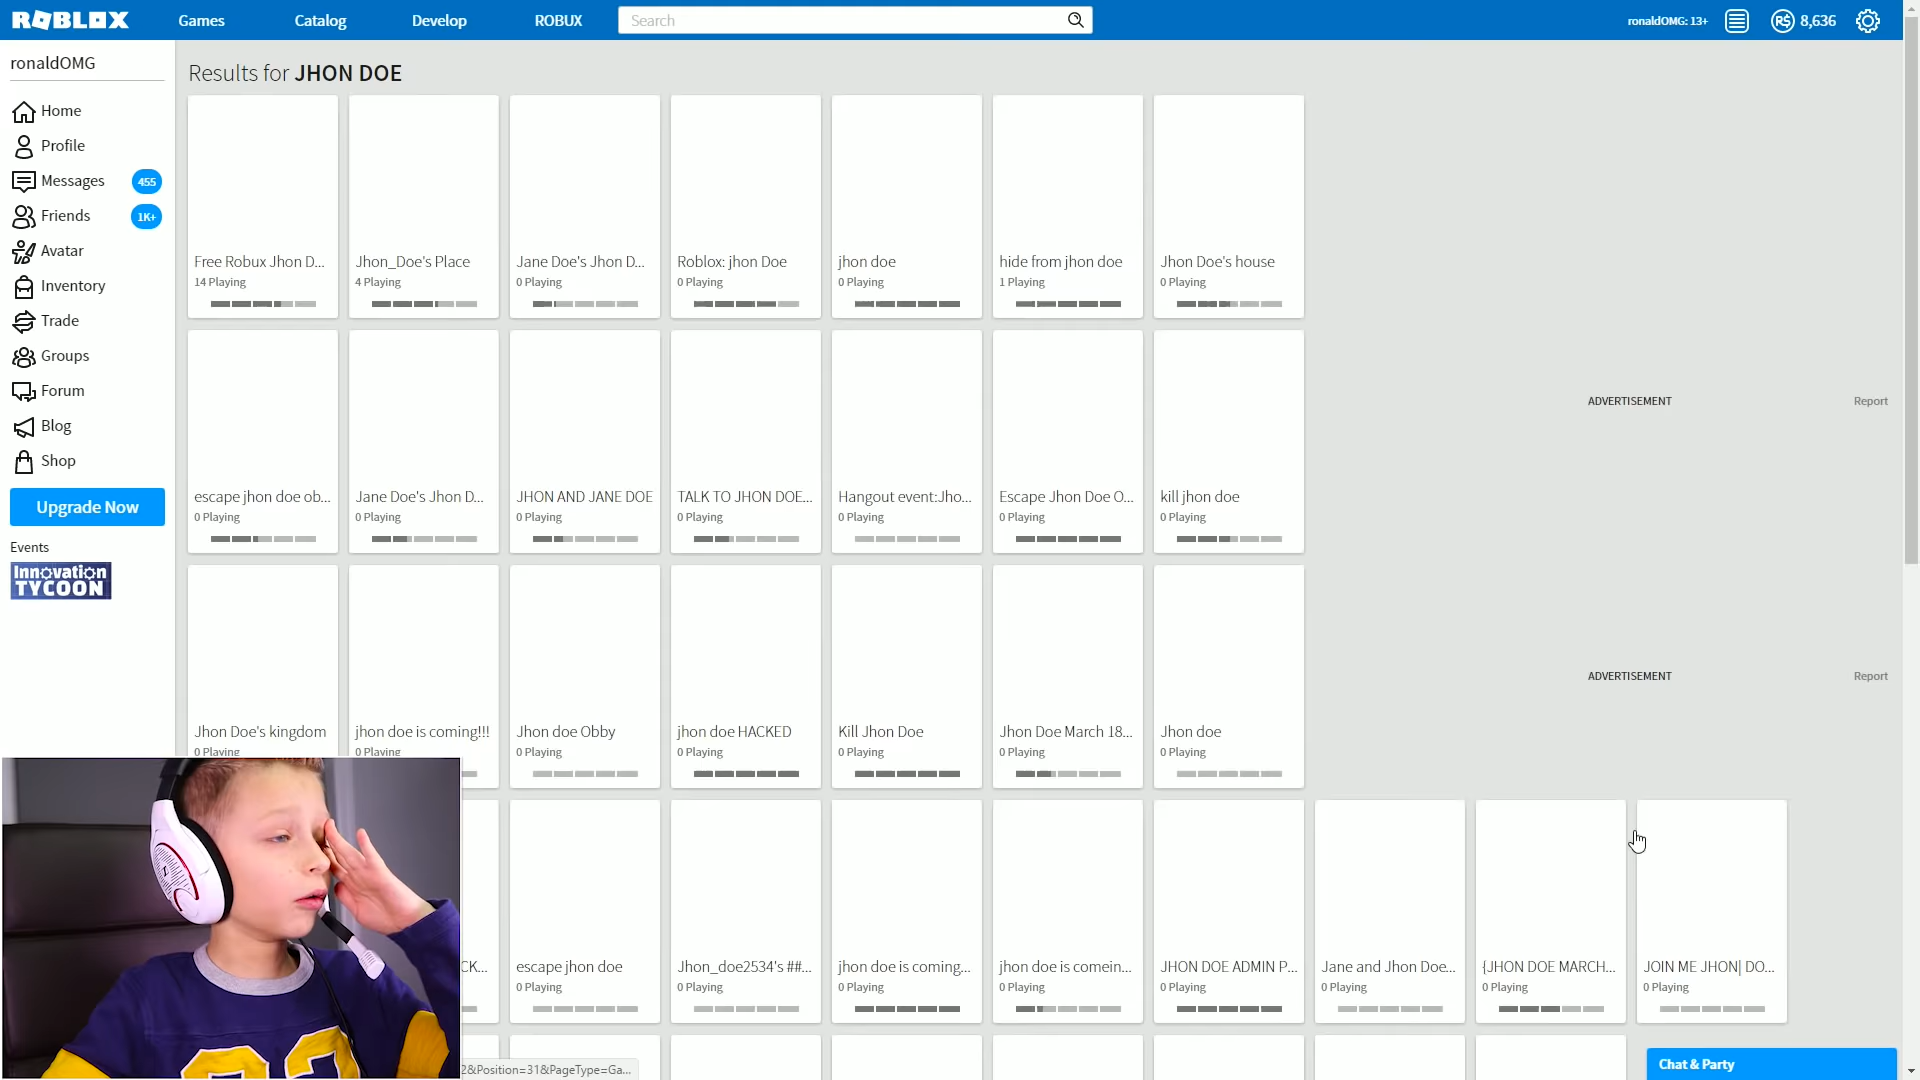 ROBLOX
Games
Catalog
Develop
ROBUX
Search
ronaldOMG: 13+
R$ 8,636
ronaldOMG
Home
Profile
Messages 455
Friends 1K+
Avatar
Inventory
Trade
Groups
Forum
Blog
Shop
Upgrade Now
Events
Innovation
TYCOON
Results for JHON DOE
Free Robux Jhon D...
14 Playing
Jhon_Doe's Place
4 Playing
Jane Doe's Jhon D...
0 Playing
Roblox: jhon Doe
0 Playing
jhon doe
0 Playing
hide from jhon doe
1 Playing
Jhon Doe's house
0 Playing
escape jhon doe ob...
0 Playing
Jane Doe's Jhon D...
0 Playing
JHON AND JANE DOE
0 Playing
TALK TO JHON DOE...
0 Playing
Hangout event:Jho...
0 Playing
Escape Jhon Doe O...
0 Playing
kill jhon doe
0 Playing
ADVERTISEMENT
Report
Jhon Doe's kingdom
0 Playing
jhon doe is coming!!!
0 Playing
Jhon doe Obby
0 Playing
jhon doe HACKED
0 Playing
Kill Jhon Doe
0 Playing
Jhon Doe March 18...
0 Playing
Jhon doe
0 Playing
ADVERTISEMENT
Report
CK...
escape jhon doe
0 Playing
Jhon_doe2534's ##...
0 Playing
jhon doe is coming...
0 Playing
jhon doe is comein...
0 Playing
JHON DOE ADMIN P...
0 Playing
Jane and Jhon Doe...
0 Playing
{JHON DOE MARCH...
0 Playing
JOIN ME JHON| DO...
0 Playing
2&Position=31&PageType=Ga...
Chat & Party